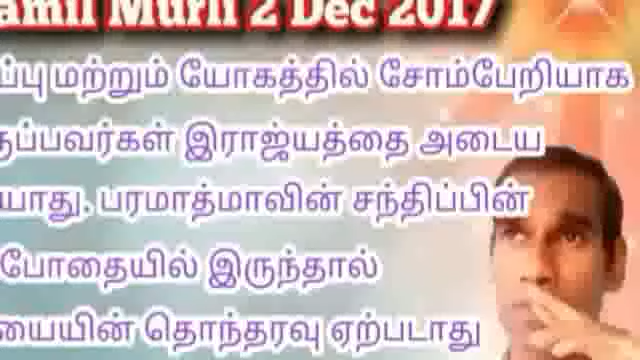 amil Murli 2 Dec 2017
ப்பு மற்றும் யோகத்தில் சோம்பேறியாக
ருப்பவர்கள் இராஜ்யத்தை அடைய
யாது. பரமாத்மாவின் சந்திப்பின்
போதையில் இருந்தால்
யையின் தொந்தரவு ஏற்படாது